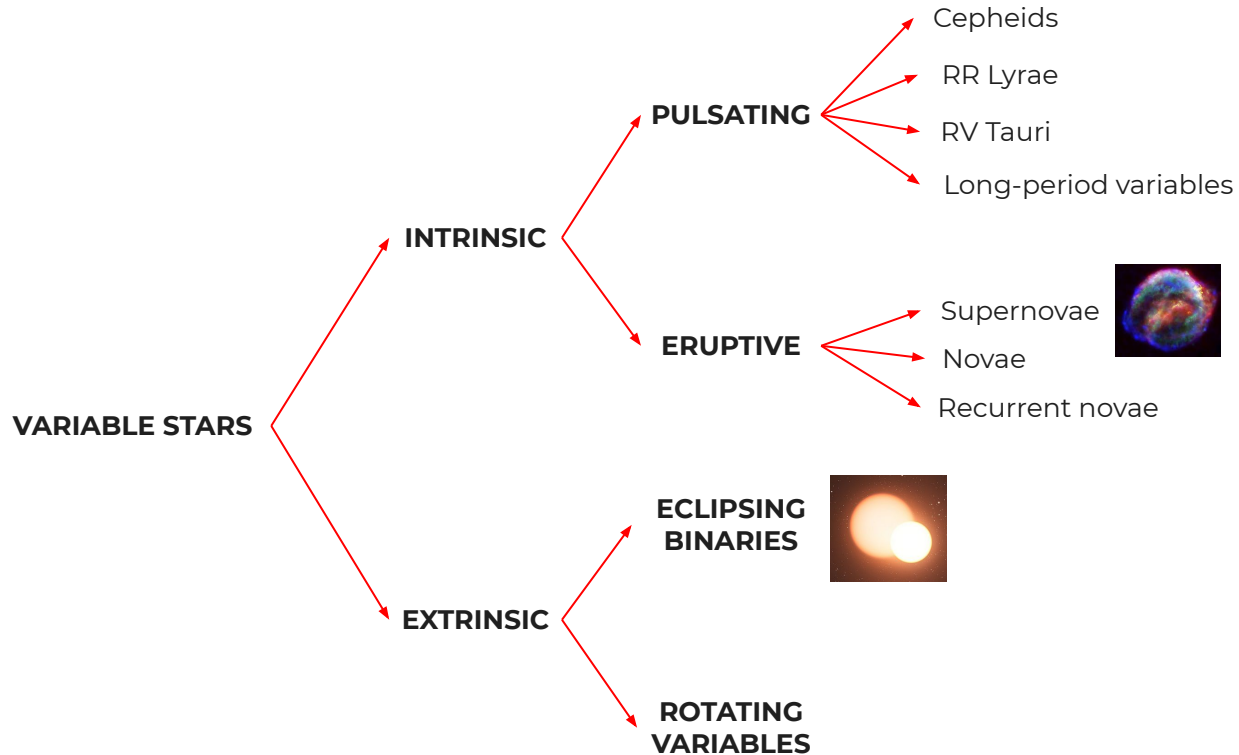 Cepheids
RR Lyrae
PULSATING
RV Tauri
Long-period variables
INTRINSIC
Supernovae
ERUPTIVE
Novae
Recurrent novae
VARIABLE STARS
ECLIPSING
BINARIES
EXTRINSIC
ROTATING
VARIABLES